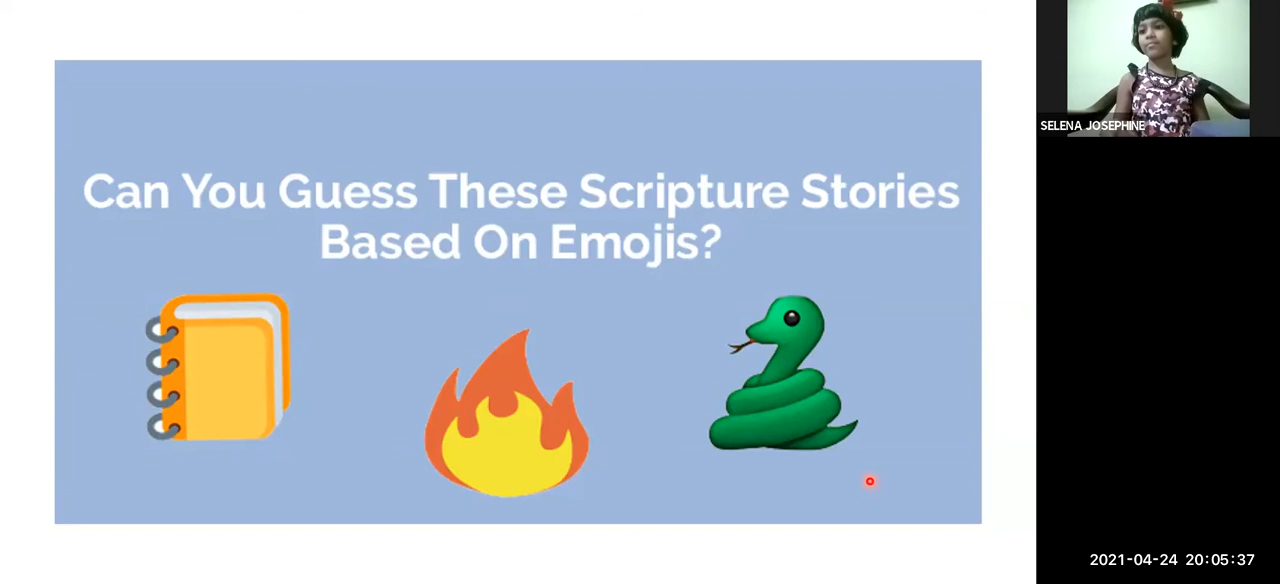 Can You Guess These Scripture Stories
Based On Emojis?
SELENA JOSEPHINE
2021-04-24 20:05:37